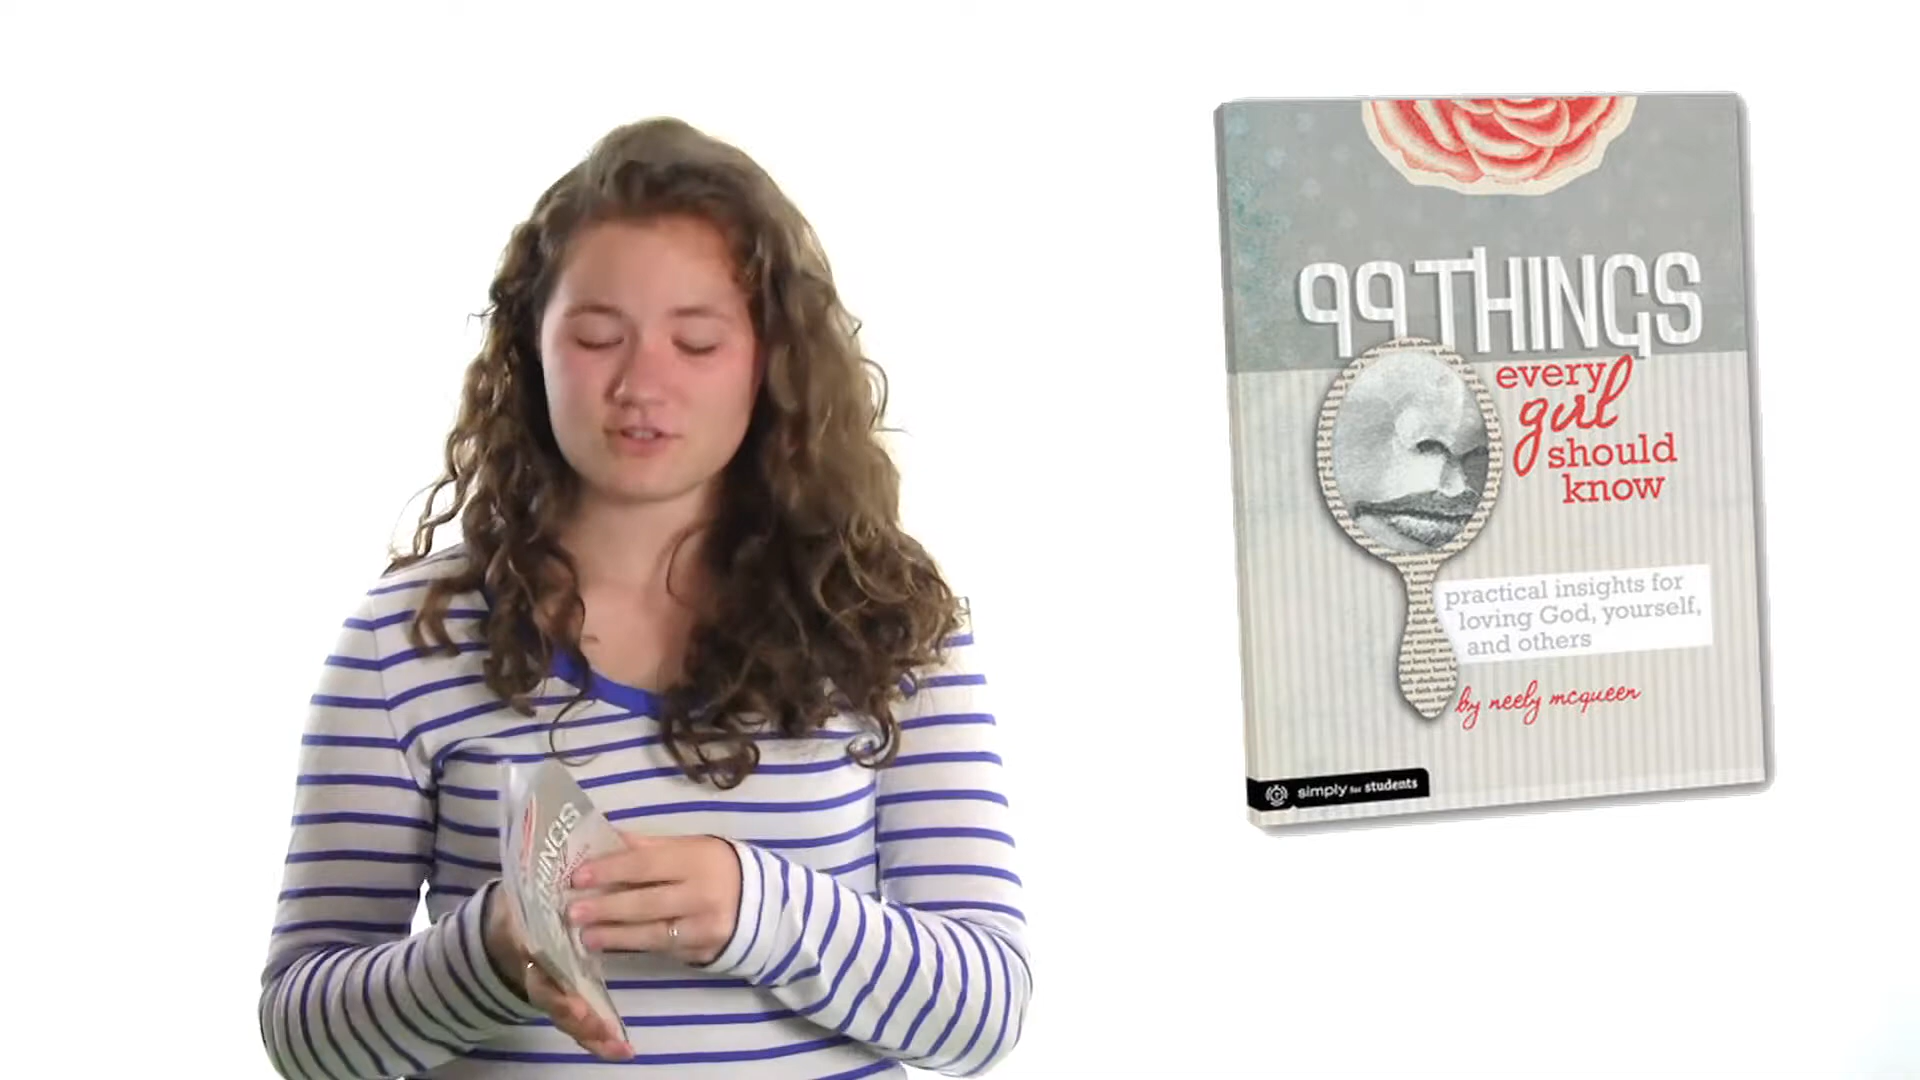 99 THINGS
every
girl
should
know
practical insights for
loving God, yourself,
and others
by neely mcqueen
simply for students
THINGS